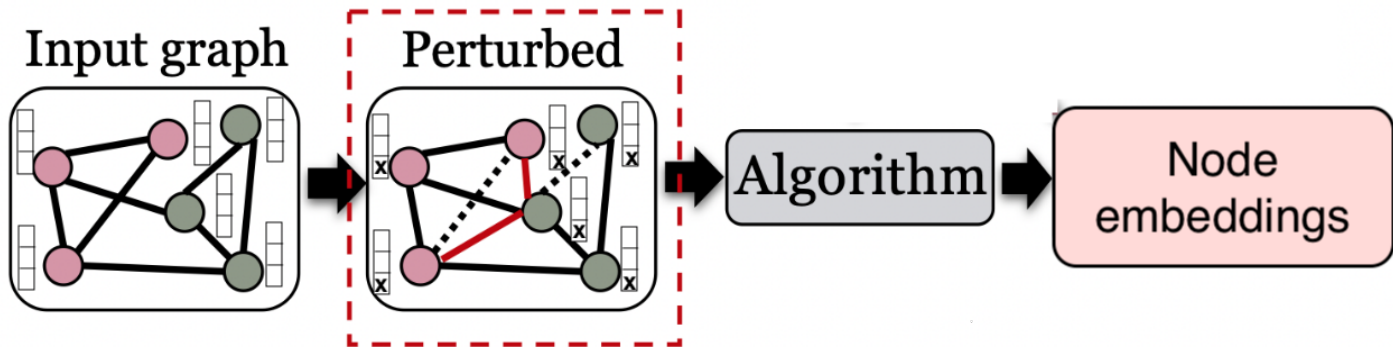 Input graph
Perturbed
x
x
x
x
x
x
Algorithm
Node
embeddings